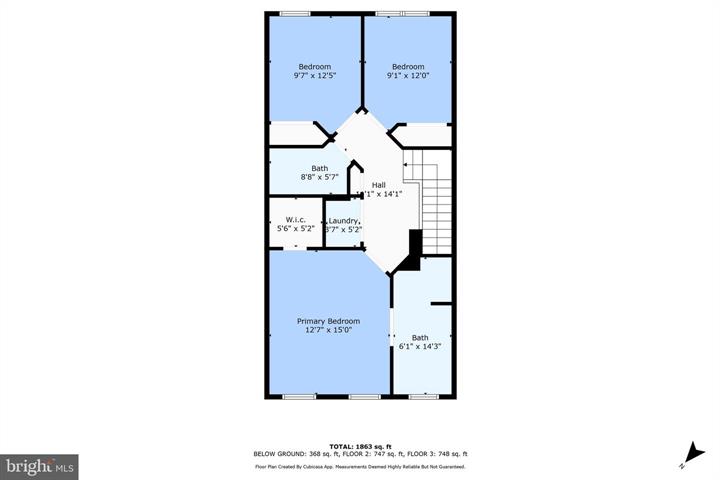 Bedroom
9'7" x 12'5"
Bedroom
9'1" x 12'0"
Bath
8'8" x 5'7"
Hall
1" x 14'1"
W.i.c.
5'6" x 5'2"
Laundry
3'7" x 5'2"
Primary Bedroom
12'7" x 15'0"
Bath
6'1" x 14'3"
TOTAL: 1863 sq. ft
BELOW GROUND: 368 sq. ft, FLOOR 2: 747 sq. ft, FLOOR 3: 748 sq. ft
Floor Plan Created By Cubicasa App. Measurements Deemed Highly Reliable But Not Guaranteed.
bright MLS
N